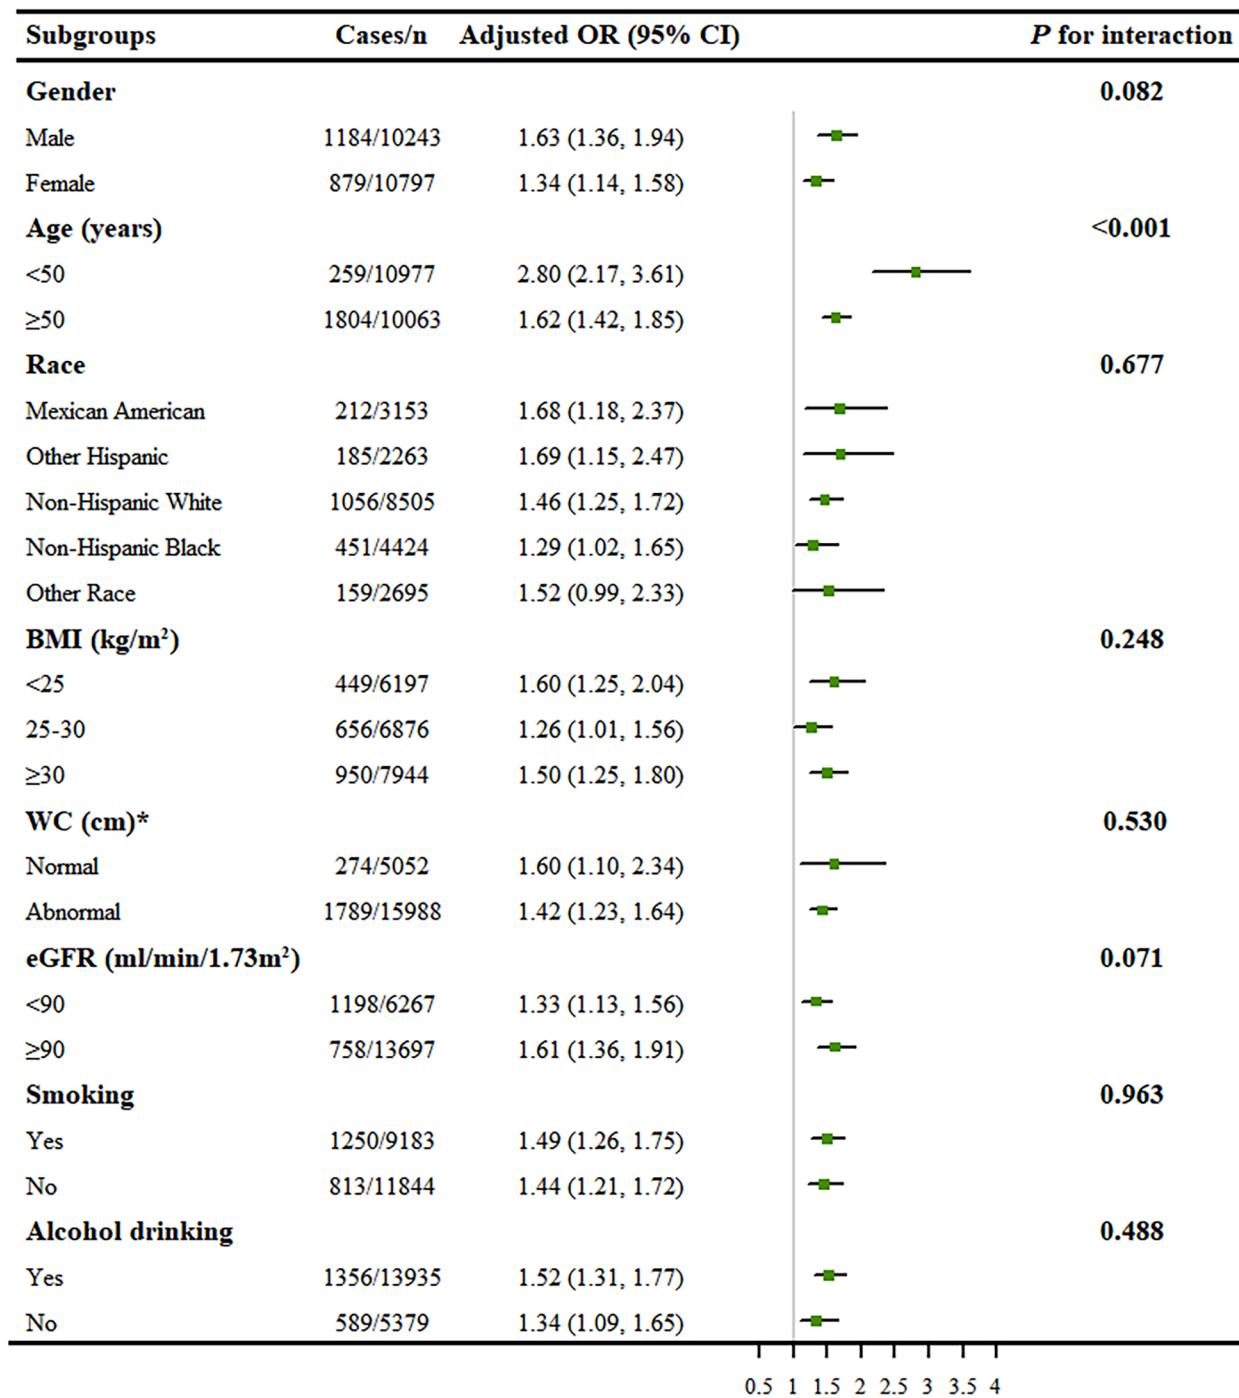 Subgroups Cases/n Adjusted OR (95% CI) P for interaction
Gender 0.082
Male 1184/10243 1.63 (1.36, 1.94)
Female 879/10797 1.34 (1.14, 1.58)
Age (years) <0.001
<50 259/10977 2.80 (2.17, 3.61)
≥50 1804/10063 1.62 (1.42, 1.85)
Race 0.677
Mexican American 212/3153 1.68 (1.18, 2.37)
Other Hispanic 185/2263 1.69 (1.15, 2.47)
Non-Hispanic White 1056/8505 1.46 (1.25, 1.72)
Non-Hispanic Black 451/4424 1.29 (1.02, 1.65)
Other Race 159/2695 1.52 (0.99, 2.33)
BMI (kg/m²) 0.248
<25 449/6197 1.60 (1.25, 2.04)
25-30 656/6876 1.26 (1.01, 1.56)
≥30 950/7944 1.50 (1.25, 1.80)
WC (cm)* 0.530
Normal 274/5052 1.60 (1.10, 2.34)
Abnormal 1789/15988 1.42 (1.23, 1.64)
eGFR (ml/min/1.73m²) 0.071
<90 1198/6267 1.33 (1.13, 1.56)
≥90 758/13697 1.61 (1.36, 1.91)
Smoking 0.963
Yes 1250/9183 1.49 (1.26, 1.75)
No 813/11844 1.44 (1.21, 1.72)
Alcohol drinking 0.488
Yes 1356/13935 1.52 (1.31, 1.77)
No 589/5379 1.34 (1.09, 1.65)
0.5 1 1.5 2 2.5 3 3.5 4